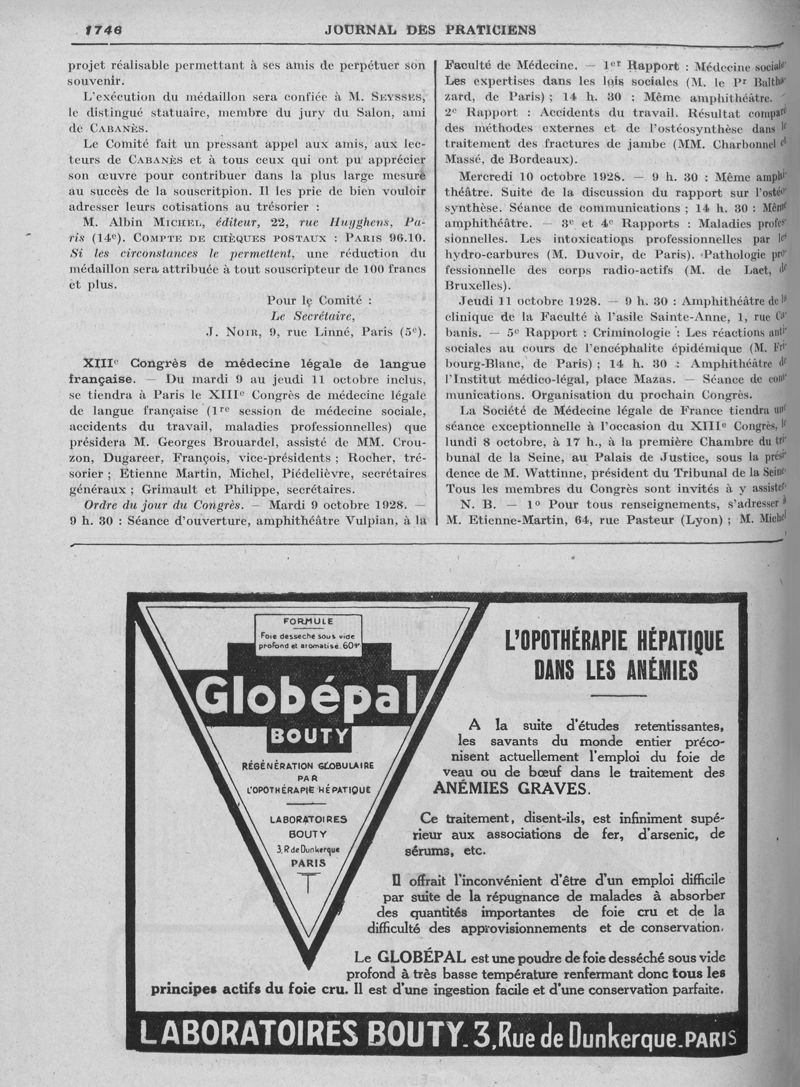 1746
JOURNAL DES PRATICIENS
projet réalisable permettant à ses amis de perpétuer son
souvenir.
L'exécution du médaillon sera confiée à M. SEYSSES,
le distingué statuaire, membre du jury du Salon, ami
de CABANÈS.
Le Comité fait un pressant appel aux amis, aux lec-
teurs de CABANÈS et à tous ceux qui ont pu apprécier
son œuvre pour contribuer dans la plus large mesure
au succès de la souscritpion. Il les prie de bien vouloir
adresser leurs cotisations au trésorier :
M. Albin MICHEL, éditeur, 22, rue Huyghens, Pa-
ris (14e). COMPTE DE CHÈQUES POSTAUX : PARIS 96.10.
Si les circonstances le permettent, une réduction du
médaillon sera attribuée à tout souscripteur de 100 francs
et plus.
Pour le Comité :
Le Secrétaire,
J. NOIR, 9, rue Linné, Paris (5e).
XIIIe Congrès de médecine légale de langue
française. — Du mardi 9 au jeudi 11 octobre inclus,
se tiendra à Paris le XIIIe Congrès de médecine légale
de langue française (1re session de médecine sociale,
accidents du travail, maladies professionnelles) que
présidera M. Georges Brouardel, assisté de MM. Crou-
zon, Dugareer, François, vice-présidents ; Rocher, tré-
sorier ; Etienne Martin, Michel, Piédelièvre, secrétaires
généraux ; Grimault et Philippe, secrétaires.
Ordre du jour du Congrès. — Mardi 9 octobre 1928. —
9 h. 30 : Séance d'ouverture, amphithéâtre Vulpian, à la
Faculté de Médecine. — 1er Rapport : Médecine sociale
Les expertises dans les lois sociales (M. le Pr Baltha-
zard, de Paris) ; 14 h. 30 : Même amphithéâtre. —
2e Rapport : Accidents du travail. Résultat comparé
des méthodes externes et de l'ostéosynthèse dans le
traitement des fractures de jambe (MM. Charbonnel et
Massé, de Bordeaux).
Mercredi 10 octobre 1928. — 9 h. 30 : Même amphi-
théâtre. Suite de la discussion du rapport sur l'ostéo-
synthèse. Séance de communications ; 14 h. 30 : Même
amphithéâtre. — 3e et 4e Rapports : Maladies profes-
sionnelles. Les intoxications professionnelles par les
hydro-carbures (M. Duvoir, de Paris). Pathologie pro-
fessionnelle des corps radio-actifs (M. de Laet, de
Bruxelles).
Jeudi 11 octobre 1928. — 9 h. 30 : Amphithéâtre de la
clinique de la Faculté à l'asile Sainte-Anne, 1, rue Ca-
banis. — 5e Rapport : Criminologie : Les réactions anti-
sociales au cours de l'encéphalite épidémique (M. Fri-
bourg-Blanc, de Paris) ; 14 h. 30 : Amphithéâtre de
l'Institut médico-légal, place Mazas. — Séance de com-
munications. Organisation du prochain Congrès.
La Société de Médecine légale de France tiendra une
séance exceptionnelle à l'occasion du XIIIe Congrès, le
lundi 8 octobre, à 17 h., à la première Chambre du tri-
bunal de la Seine, au Palais de Justice, sous la prési-
dence de M. Wattinne, président du Tribunal de la Seine
Tous les membres du Congrès sont invités à y assister.
N. B. — 1o Pour tous renseignements, s'adresser à
M. Etienne-Martin, 64, rue Pasteur (Lyon) ; M. Michel
FORMULE
Foie desséché sous vide
profond et aromatisé. 60gr
Globépal
BOUTY
RÉGÉNÉRATION GLOBULAIRE
PAR
L'OPOTHÉRAPIE HÉPATIQUE
LABORATOIRES
BOUTY
3, R de Dunkerque
PARIS
L'OPOTHÉRAPIE HÉPATIQUE
DANS LES ANÉMIES
A la suite d'études retentissantes,
les savants du monde entier préco-
nisent actuellement l'emploi du foie de
veau ou de bœuf dans le traitement des
ANÉMIES GRAVES.
Ce traitement, disent-ils, est infiniment supé-
rieur aux associations de fer, d'arsenic, de
sérums, etc.
Il offrait l'inconvénient d'être d'un emploi difficile
par suite de la répugnance de malades à absorber
des quantités importantes de foie cru et de la
difficulté des approvisionnements et de conservation.
Le GLOBÉPAL est une poudre de foie desséché sous vide
profond à très basse température renfermant donc tous les
principes actifs du foie cru. Il est d'une ingestion facile et d'une conservation parfaite.
LABORATOIRES BOUTY. 3, Rue de Dunkerque. PARIS